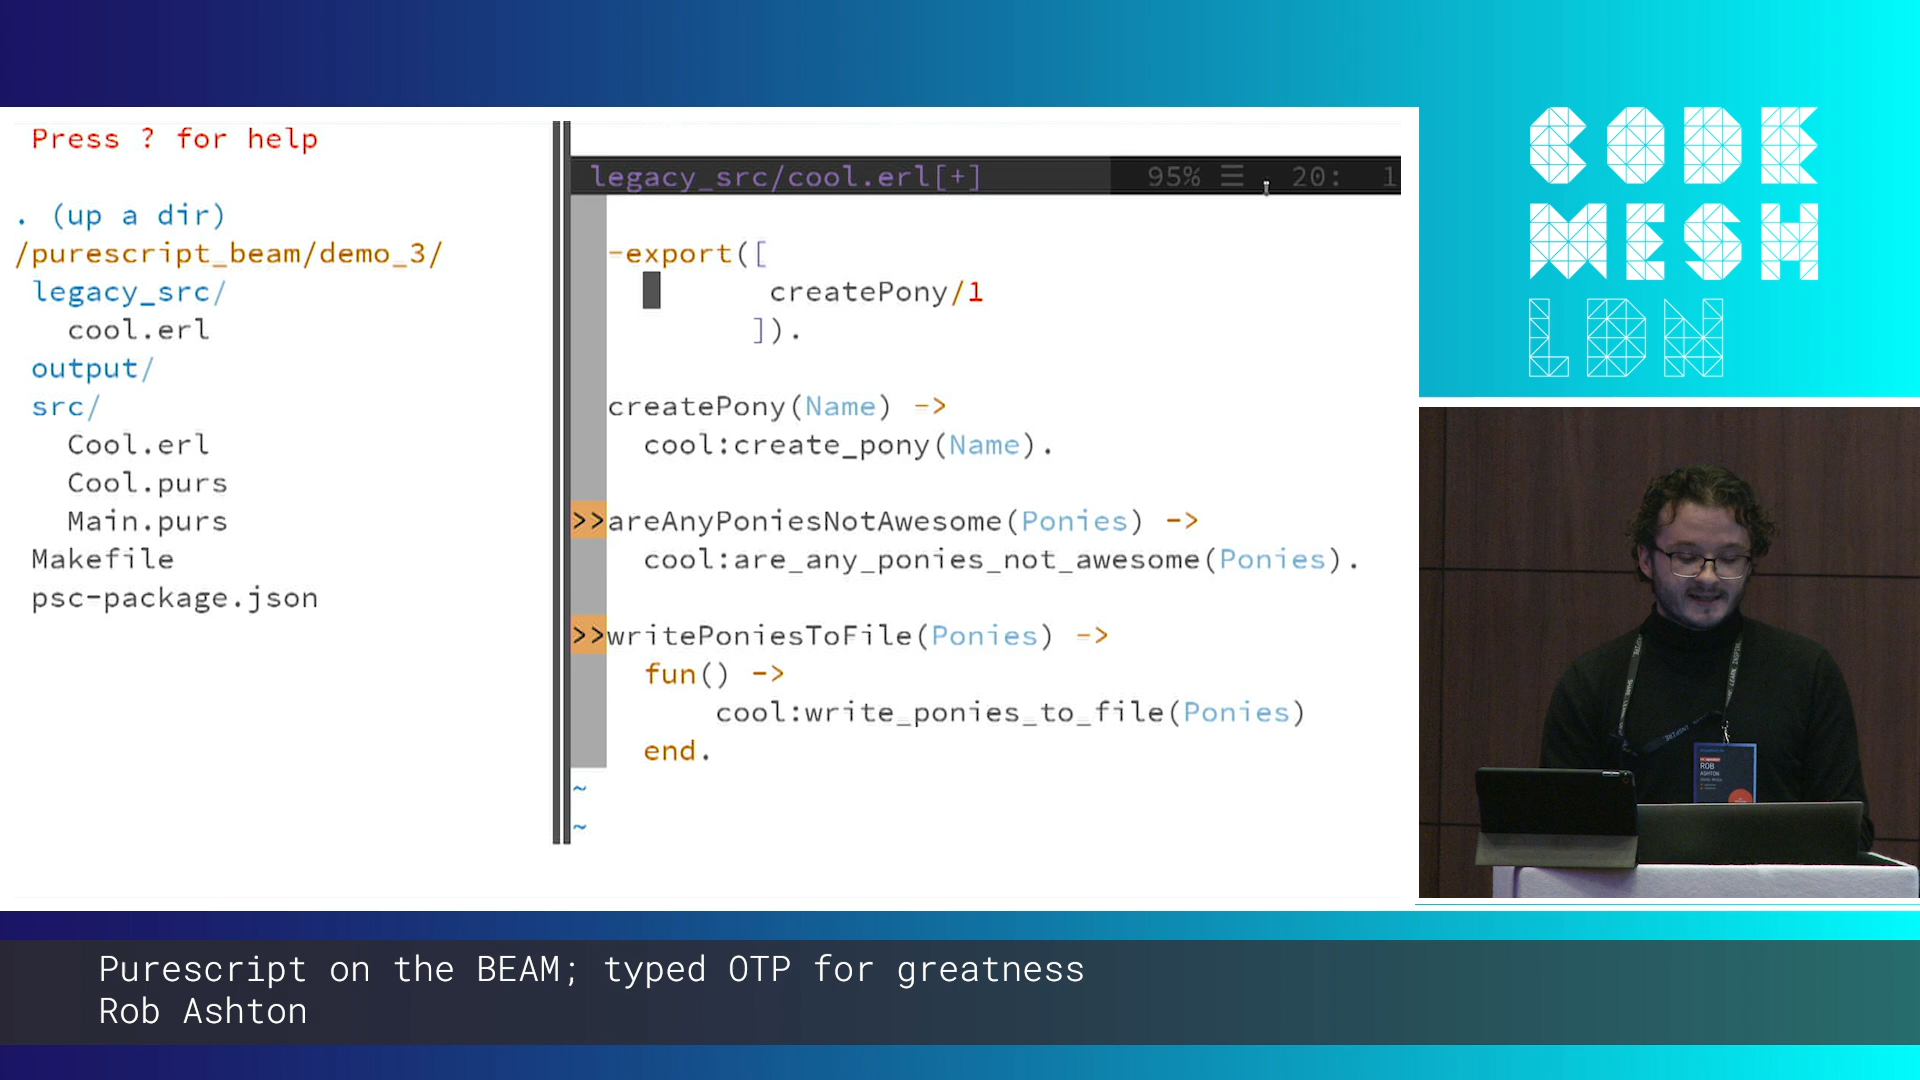 Press ? for help
. (up a dir)
/purescript_beam/demo_3/
legacy_src/
cool.erl
output/
src/
Cool.erl
Cool.purs
Main.purs
Makefile
psc-package.json
legacy_src/cool.erl[+] 95% ☰ 20: 1
-export([
createPony/1
]).
createPony(Name) ->
cool:create_pony(Name).
>>areAnyPoniesNotAwesome(Ponies) ->
cool:are_any_ponies_not_awesome(Ponies).
>>writePoniesToFile(Ponies) ->
fun() ->
cool:write_ponies_to_file(Ponies)
end.
~
~
CODE
MESH
LDN
ROB
ASHTON
Purescript on the BEAM; typed OTP for greatness
Rob Ashton